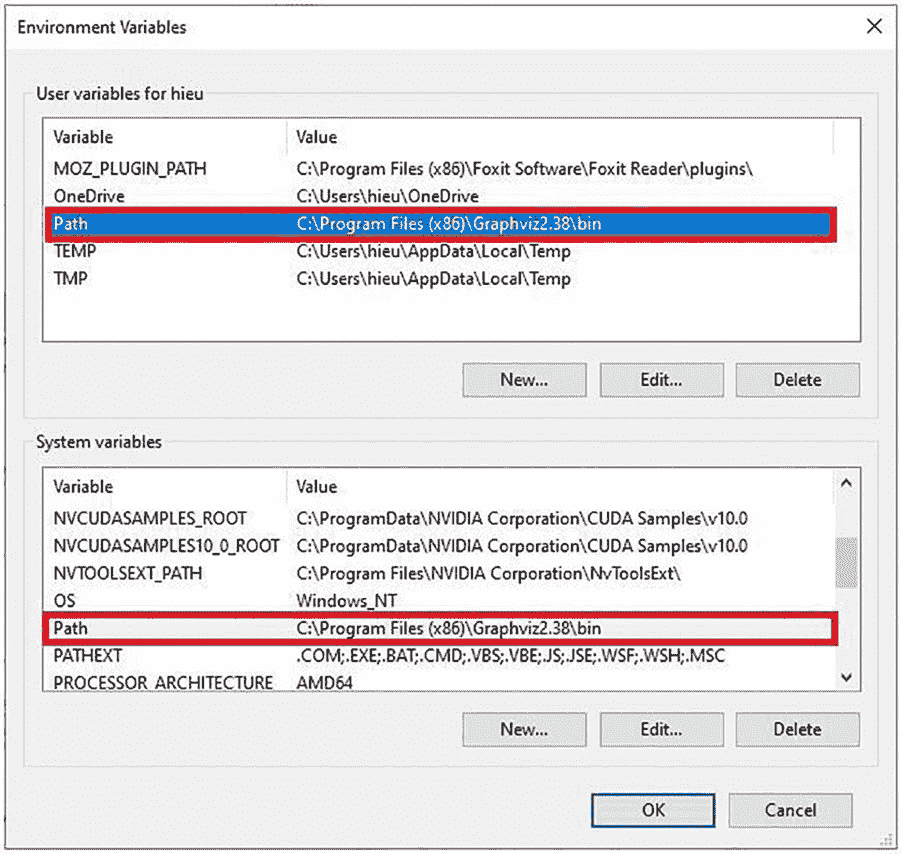 Environment Variables
User variables for hieu
Variable Value
MOZ_PLUGIN_PATH C:\Program Files (x86)\Foxit Software\Foxit Reader\plugins\
OneDrive C:\Users\hieu\OneDrive
Path C:\Program Files (x86)\Graphviz2.38\bin
TEMP C:\Users\hieu\AppData\Local\Temp
TMP C:\Users\hieu\AppData\Local\Temp
New... Edit... Delete
System variables
Variable Value
NVCUDASAMPLES_ROOT C:\ProgramData\NVIDIA Corporation\CUDA Samples\v10.0
NVCUDASAMPLES10_0_ROOT C:\ProgramData\NVIDIA Corporation\CUDA Samples\v10.0
NVTOOLSEXT_PATH C:\Program Files\NVIDIA Corporation\NvToolsExt\
OS Windows_NT
Path C:\Program Files (x86)\Graphviz2.38\bin
PATHEXT .COM;.EXE;.BAT;.CMD;.VBS;.VBE;.JS;.JSE;.WSF;.WSH;.MSC
PROCESSOR_ARCHITECTURE AMD64
New... Edit... Delete
OK Cancel